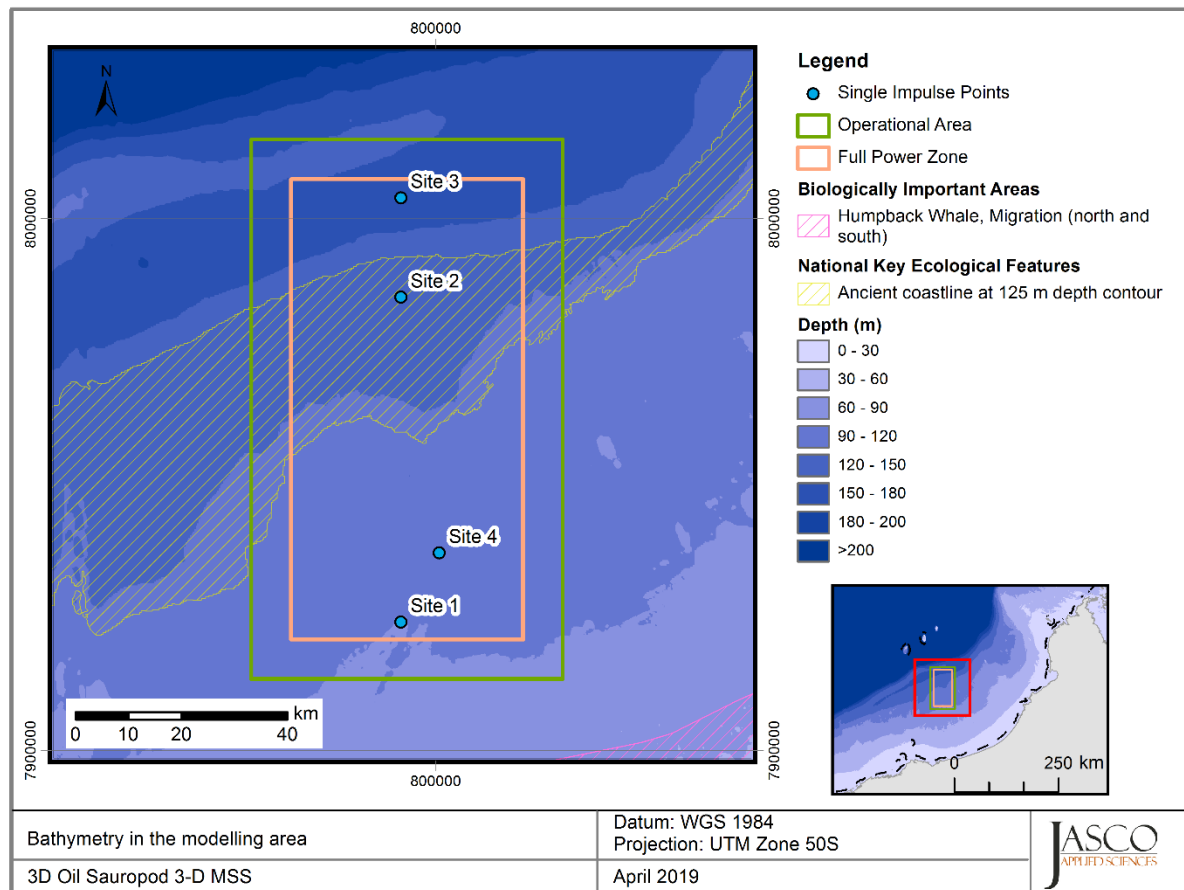 800000
N
8000000
8000000
Site 3
Site 2
Site 4
Site 1
km
0 10 20 40
7900000
7900000
800000
Legend
Single Impulse Points
Operational Area
Full Power Zone
Biologically Important Areas
Humpback Whale, Migration (north and
south)
National Key Ecological Features
Ancient coastline at 125 m depth contour
Depth (m)
0 - 30
30 - 60
60 - 90
90 - 120
120 - 150
150 - 180
180 - 200
>200
0 250 km
Bathymetry in the modelling area
3D Oil Sauropod 3-D MSS
Datum: WGS 1984
Projection: UTM Zone 50S
April 2019
JASCO
APPLIED SCIENCES